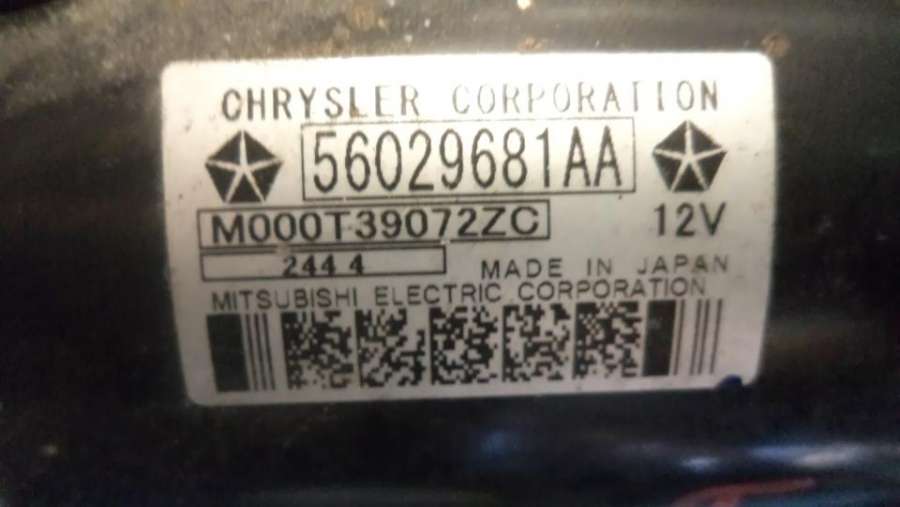 CHRYSLER CORPORATION
56029681AA
M000T39072ZC 12V
244 4 MADE IN JAPAN
MITSUBISHI ELECTRIC CORPORATION